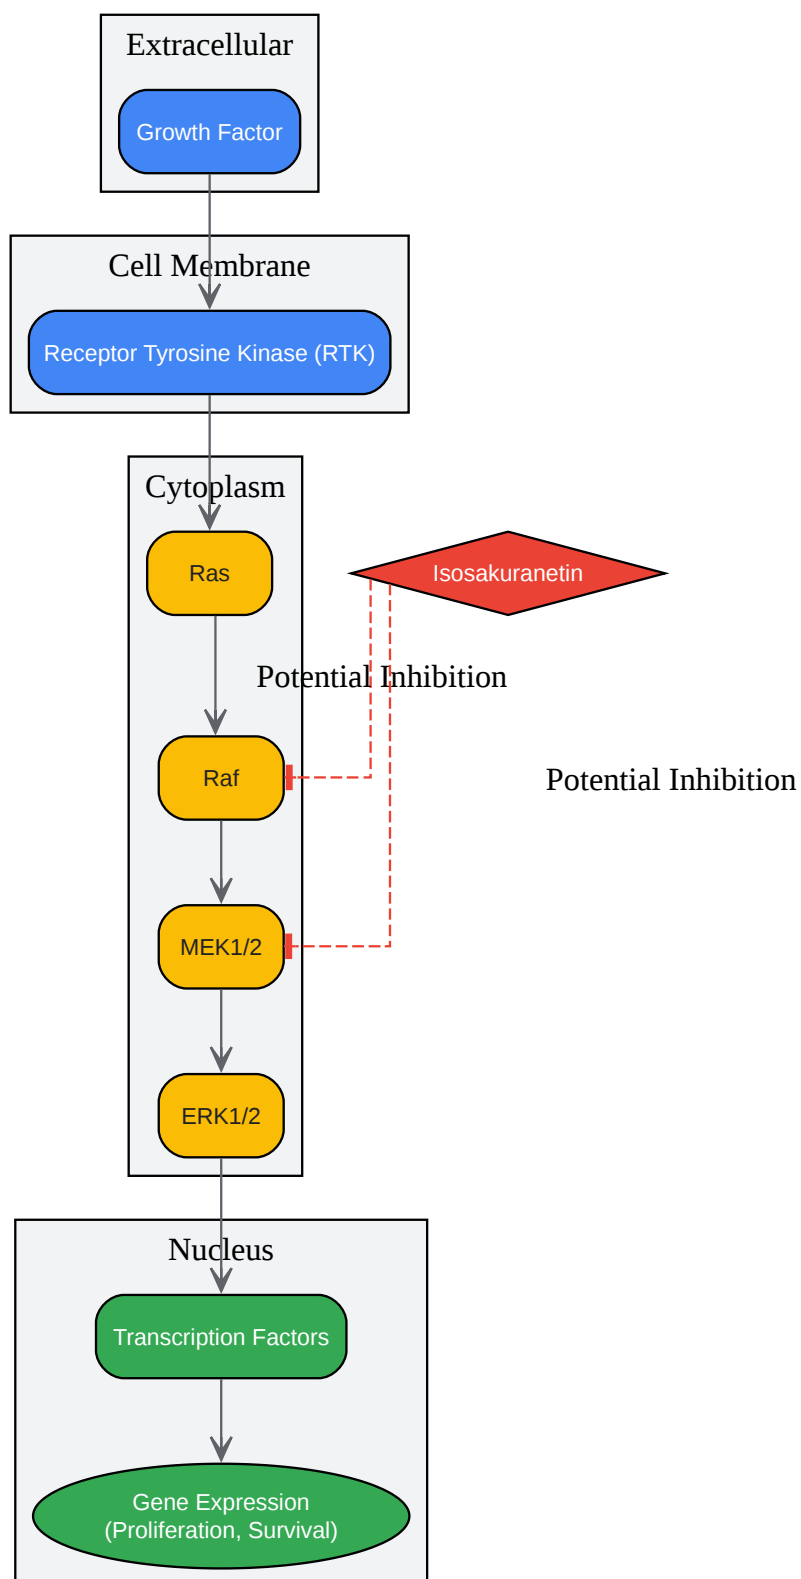 Extracellular
Growth Factor
Cell Membrane
Receptor Tyrosine Kinase (RTK)
Cytoplasm
Ras
Isosakuranetin
Potential Inhibition
Raf
Potential Inhibition
MEK1/2
ERK1/2
Nucleus
Transcription Factors
Gene Expression
(Proliferation, Survival)